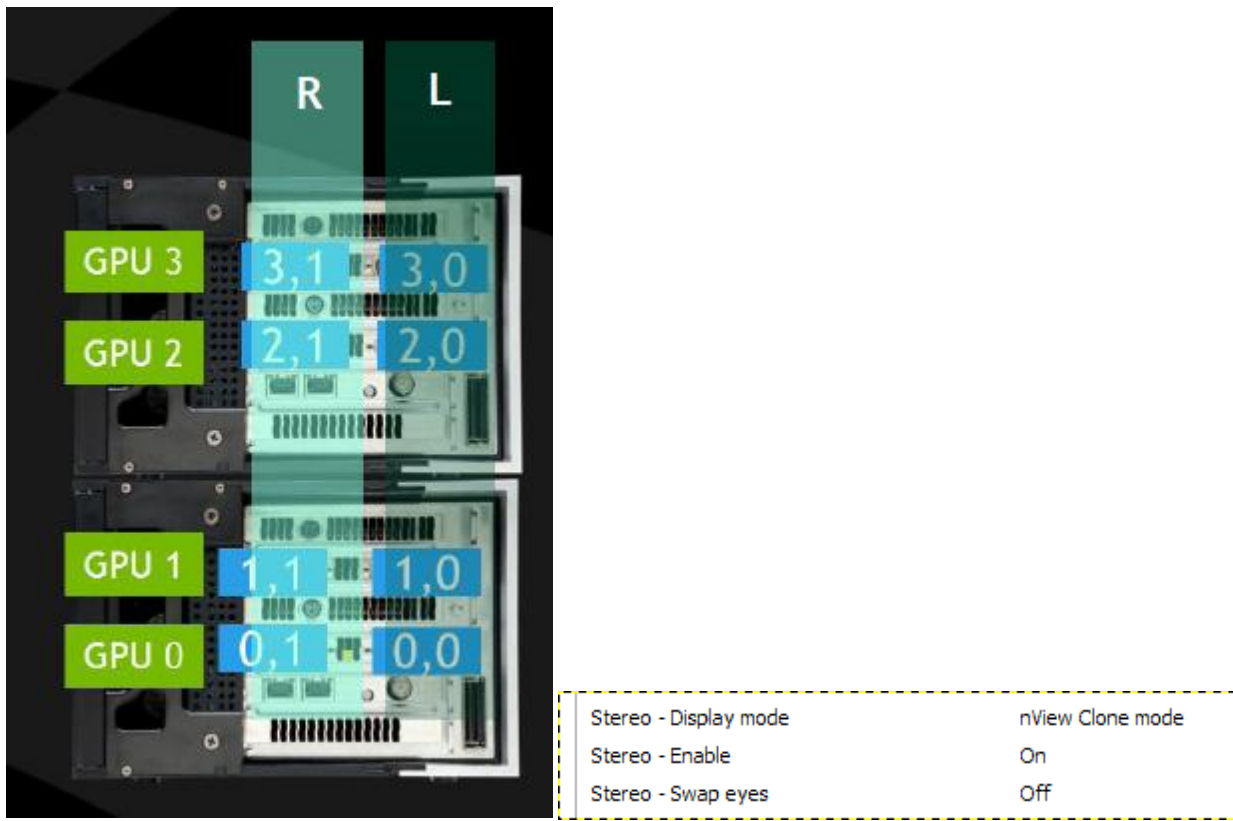 R L
GPU 3 3,1 3,0
GPU 2 2,1 2,0
GPU 1 1,1 1,0
GPU 0 0,1 0,0
Stereo - Display mode nView Clone mode
Stereo - Enable On
Stereo - Swap eyes Off